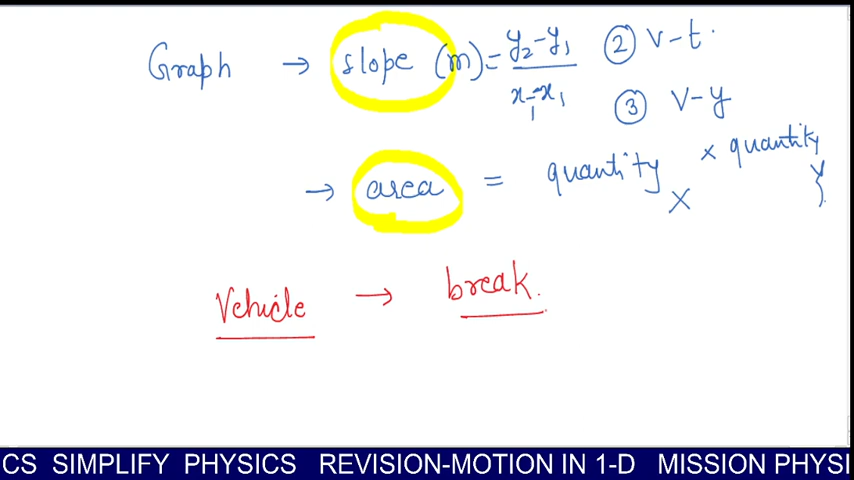 Graph → slope (m) = y₂-y₁ / x-x₁ ② v-t.
③ v-y
→ area = quantity x × quantity y
Vehicle → break.
CS SIMPLIFY PHYSICS REVISION-MOTION IN 1-D MISSION PHYSI